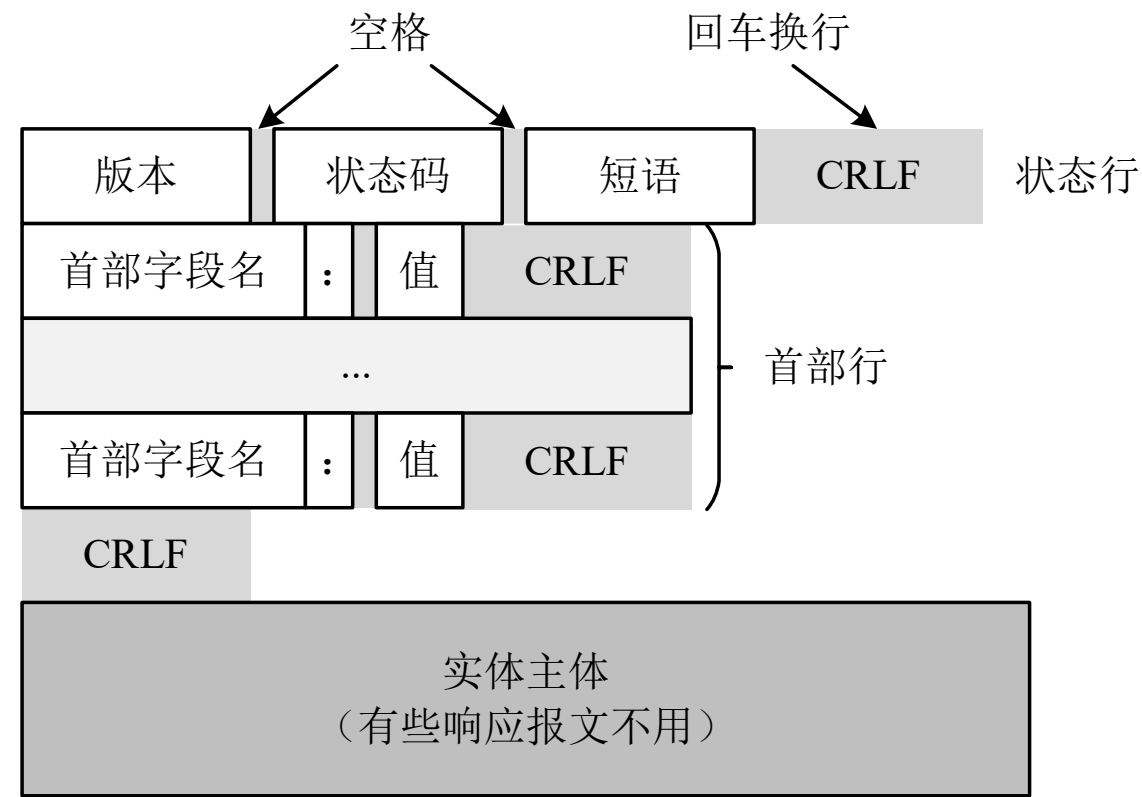 空格 回车换行
版本 状态码 短语 CRLF 状态行
首部字段名 ： 值 CRLF
... 首部行
首部字段名 ： 值 CRLF
CRLF
实体主体
（有些响应报文不用）